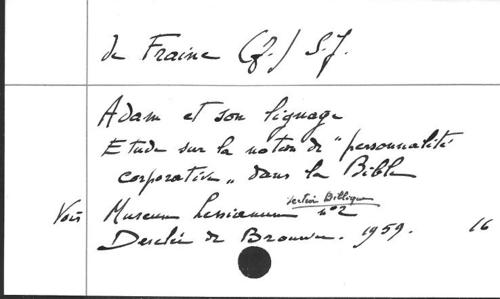 de Fraine (J.) S.J.
Adam et son lignage
Etude sur la notion de "personnalité
corporative" dans la Bible
Voir Museum Lessianum section Biblique n°2
Desclée de Brouwer. 1959. 16